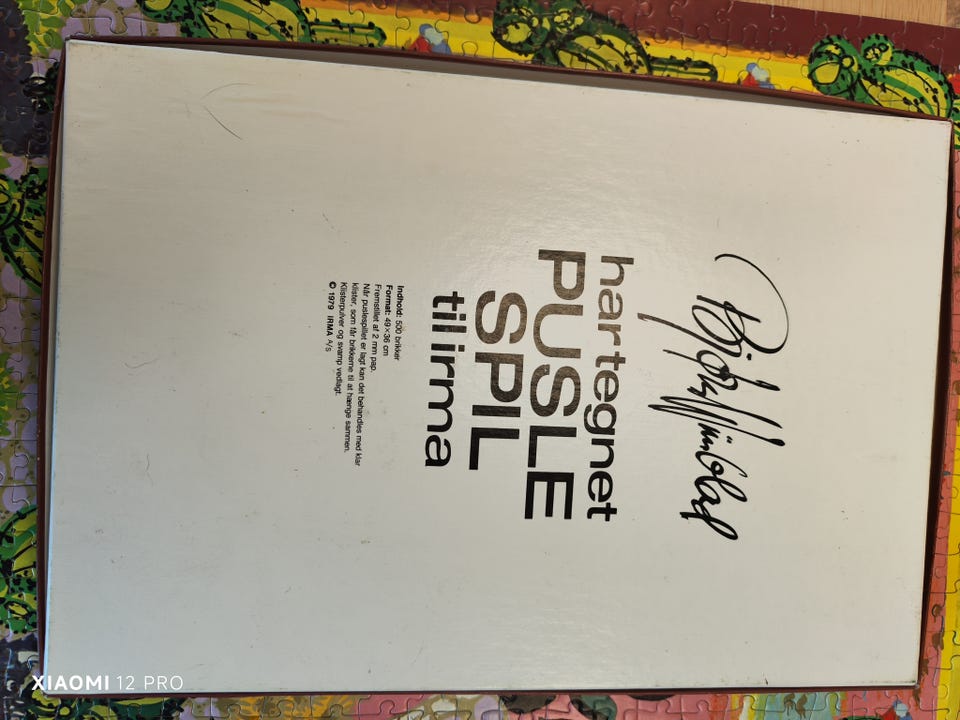 Bjørn Wiinblad
har tegnet
PUSLE
SPIL
til irma
Indhold: 500 brikker
Format: 49 × 36 cm
Fremstillet af 2 mm pap.
Når puslespillet er lagt kan det behandles med klar
klister, som får brikkerne til at hænge sammen.
Klisterpulver og svamp vedlagt.
© 1979 IRMA A/s
XIAOMI 12 PRO